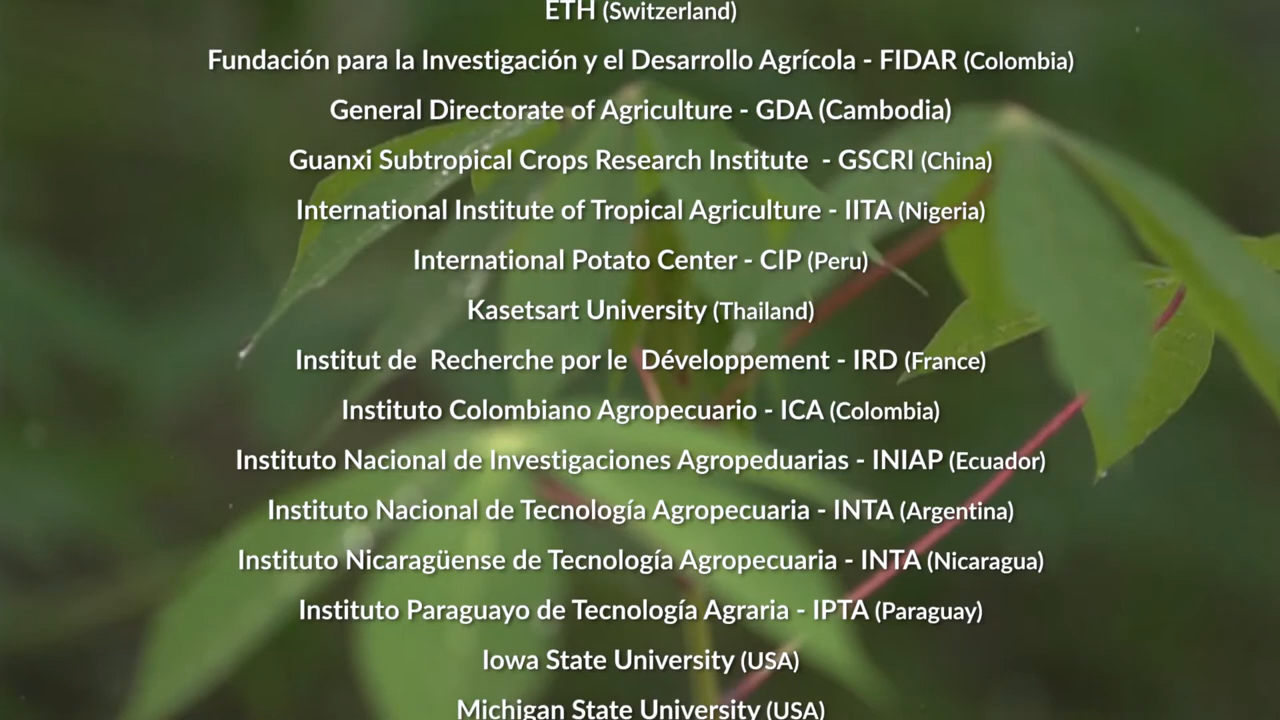 ETH (Switzerland)
Fundación para la Investigación y el Desarrollo Agrícola - FIDAR (Colombia)
General Directorate of Agriculture - GDA (Cambodia)
Guanxi Subtropical Crops Research Institute - GSCRI (China)
International Institute of Tropical Agriculture - IITA (Nigeria)
International Potato Center - CIP (Peru)
Kasetsart University (Thailand)
Institut de Recherche por le Développement - IRD (France)
Instituto Colombiano Agropecuario - ICA (Colombia)
Instituto Nacional de Investigaciones Agropeduarias - INIAP (Ecuador)
Instituto Nacional de Tecnología Agropecuaria - INTA (Argentina)
Instituto Nicaragüense de Tecnología Agropecuaria - INTA (Nicaragua)
Instituto Paraguayo de Tecnología Agraria - IPTA (Paraguay)
Iowa State University (USA)
Michigan State University (USA)